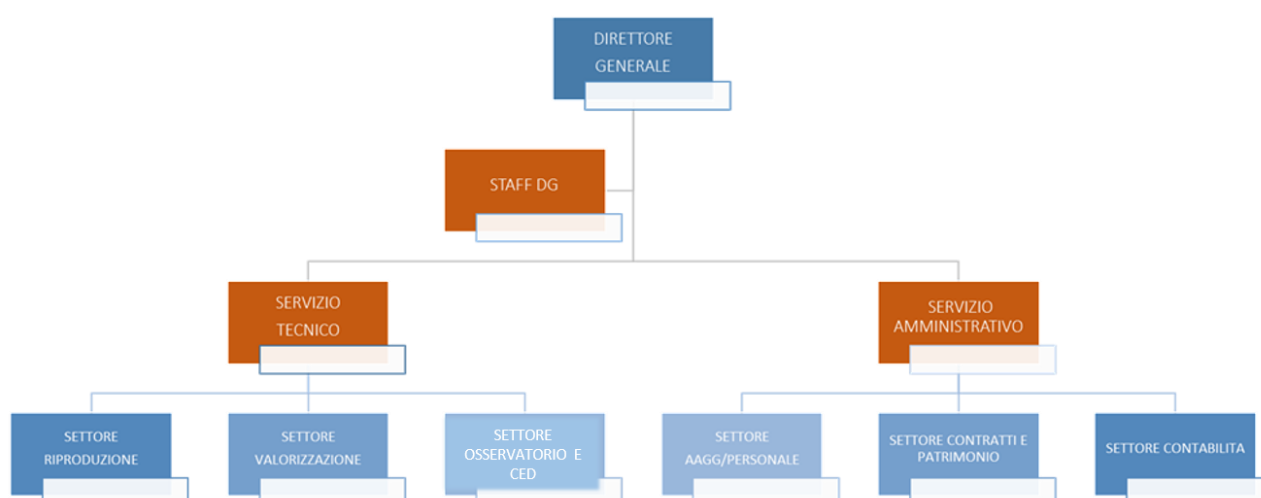 DIRETTORE
GENERALE
STAFF DG
SERVIZIO
TECNICO
SERVIZIO
AMMINISTRATIVO
SETTORE
RIPRODUZIONE
SETTORE
VALORIZZAZIONE
SETTORE
OSSERVATORIO E
CED
SETTORE
AAGG/PERSONALE
SETTORE CONTRATTI E
PATRIMONIO
SETTORE CONTABILITA